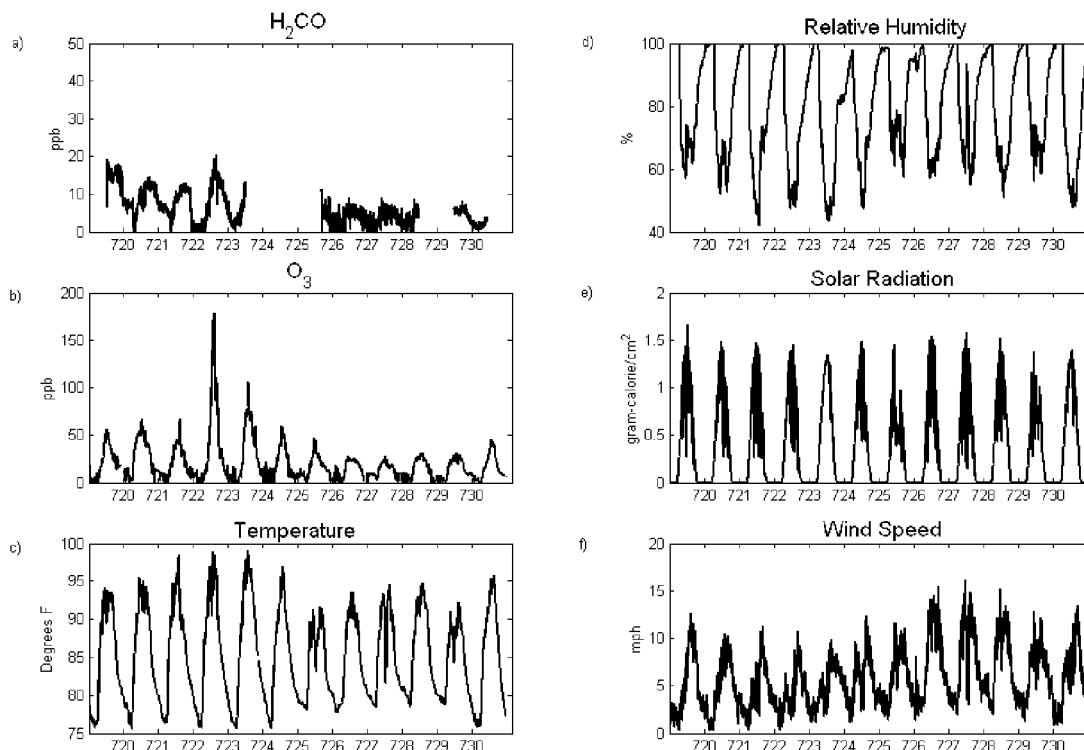 a)
H₂CO
50
40
30
20
10
0
ppb
720 721 722 723 724 725 726 727 728 729 730
b)
O₃
200
150
100
50
0
ppb
720 721 722 723 724 725 726 727 728 729 730
c)
Temperature
100
95
90
85
80
75
Degrees F
720 721 722 723 724 725 726 727 728 729 730
d)
Relative Humidity
100
80
60
40
%
720 721 722 723 724 725 726 727 728 729 730
e)
Solar Radiation
2
1.5
1
0.5
0
gram-calorie/cm²
720 721 722 723 724 725 726 727 728 729 730
f)
Wind Speed
20
15
10
5
0
mph
720 721 722 723 724 725 726 727 728 729 730